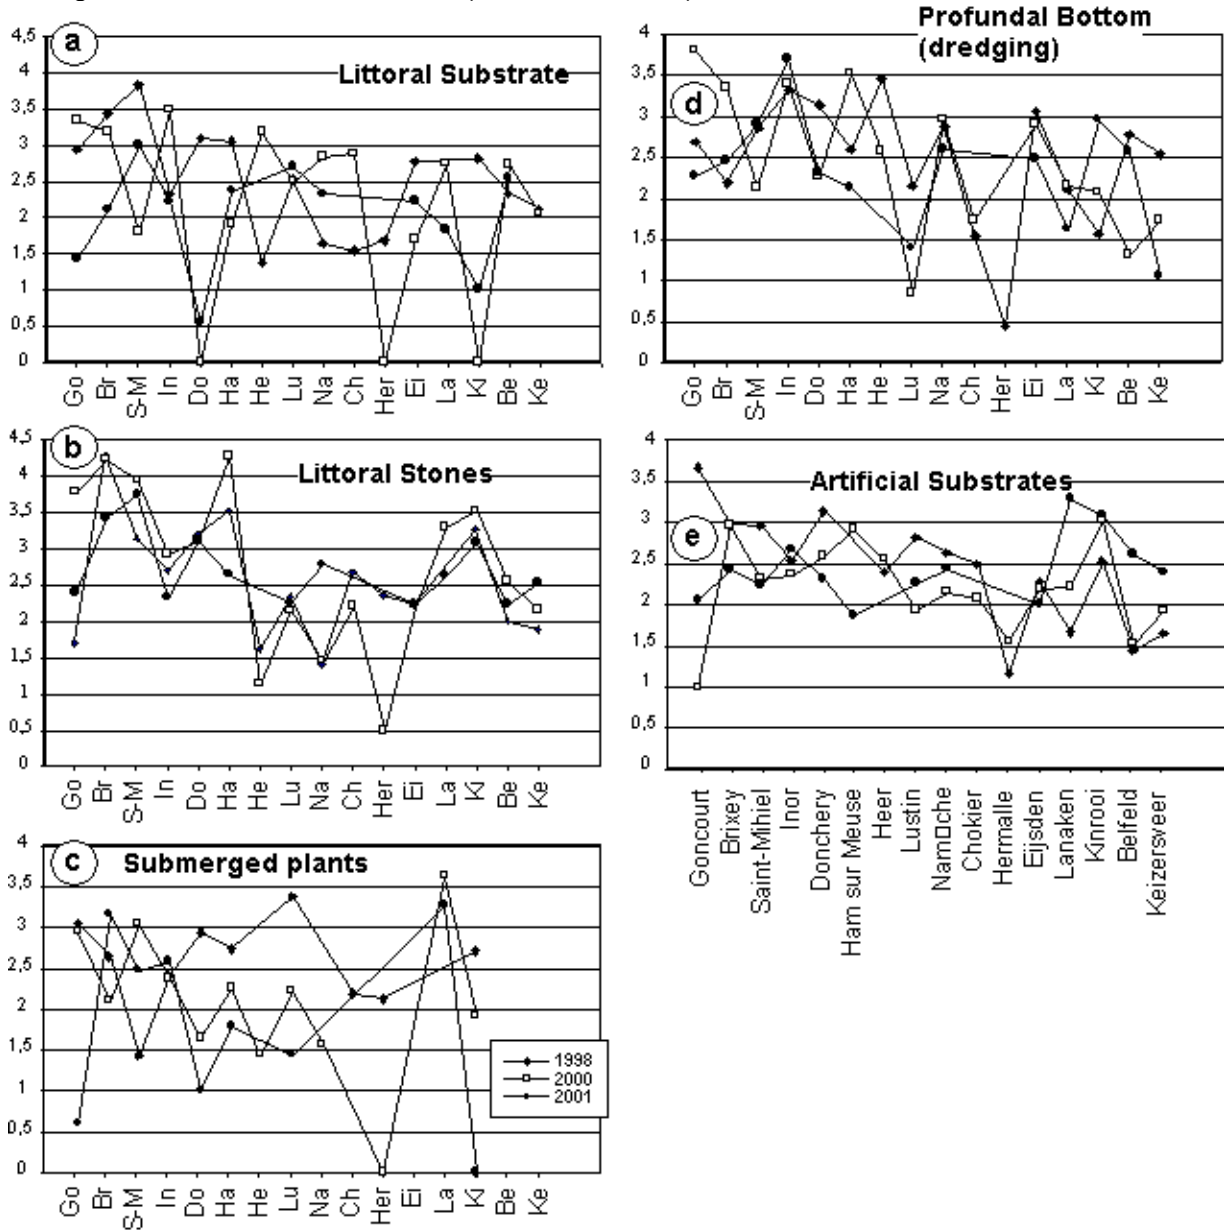 a
Littoral Substrate
4,5
4
3,5
3
2,5
2
1,5
1
0,5
0
Go Br S-M In Do Ha He Lu Na Ch Her Ei La Ki Be Ke
b
Littoral Stones
4,5
4
3,5
3
2,5
2
1,5
1
0,5
0
Go Br S-M In Do Ha He Lu Na Ch Her Ei La Ki Be Ke
c
Submerged plants
4
3,5
3
2,5
2
1,5
1
0,5
0
1998
2000
2001
Go Br S-M In Do Ha He Lu Na Ch Her Ei La Ki Be Ke
Profundal Bottom
(dredging)
d
4
3,5
3
2,5
2
1,5
1
0,5
0
Go Br S-M In Do Ha He Lu Na Ch Her Ei La Ki Be Ke
Artificial Substrates
e
4
3,5
3
2,5
2
1,5
1
0,5
0
Goncourt
Brixey
Saint-Mihiel
Inor
Donchery
Ham sur Meuse
Heer
Lustin
Nam□che
Chokier
Hermalle
Eijsden
Lanaken
Kinrooi
Belfeld
Keizersveer